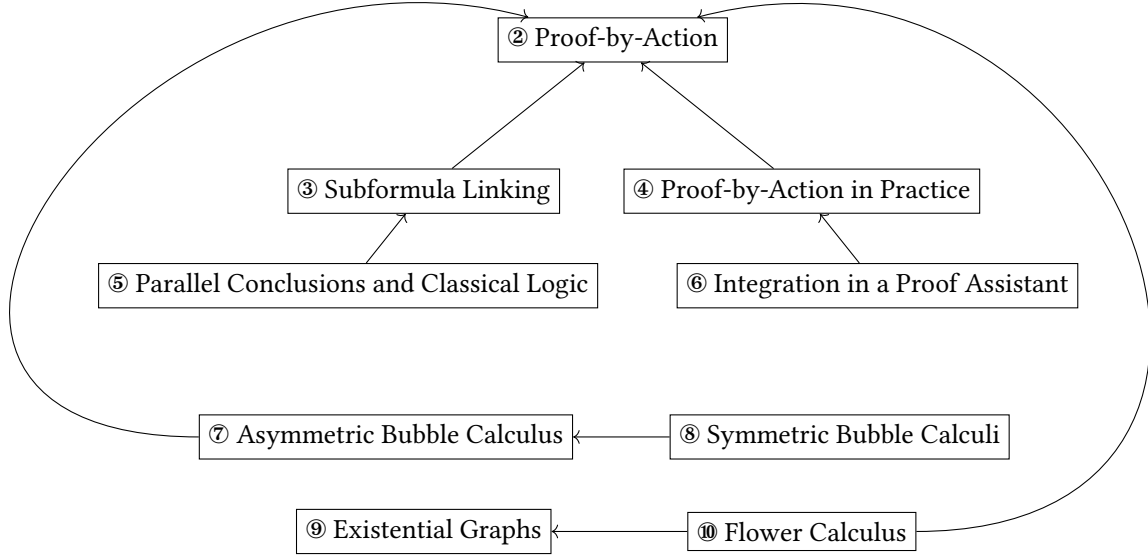 ② Proof-by-Action
③ Subformula Linking
④ Proof-by-Action in Practice
⑤ Parallel Conclusions and Classical Logic
⑥ Integration in a Proof Assistant
⑦ Asymmetric Bubble Calculus
⑧ Symmetric Bubble Calculi
⑨ Existential Graphs
⑩ Flower Calculus